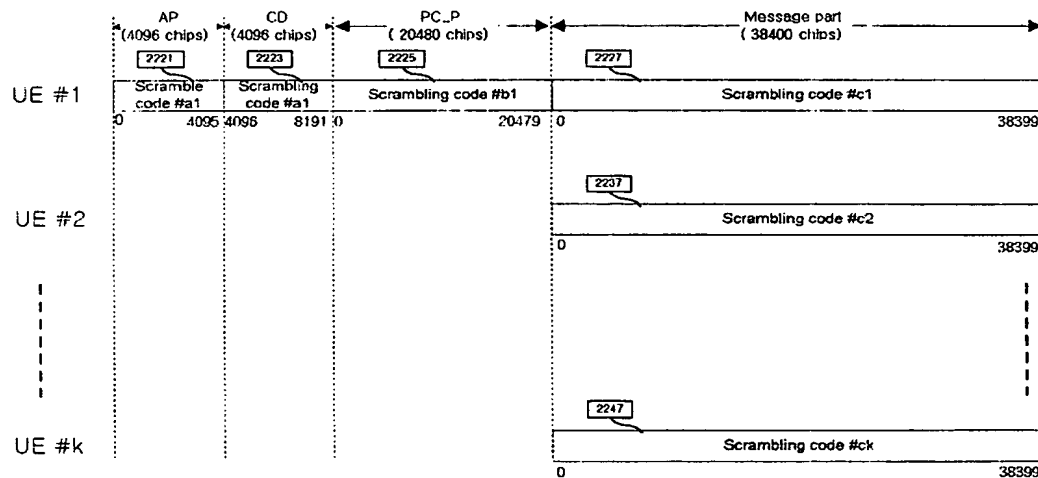 AP CD PC_P Message part
(4096 chips) (4096 chips) ( 20480 chips) ( 38400 chips)
2221 2223 2225 2227
UE #1 Scramble code #a1 Scrambling code #a1 Scrambling code #b1 Scrambling code #c1
0 4095 4096 8191 0 20479 0 38399
2237
UE #2 Scrambling code #c2
0 38399
2247
UE #k Scrambling code #ck
0 38399